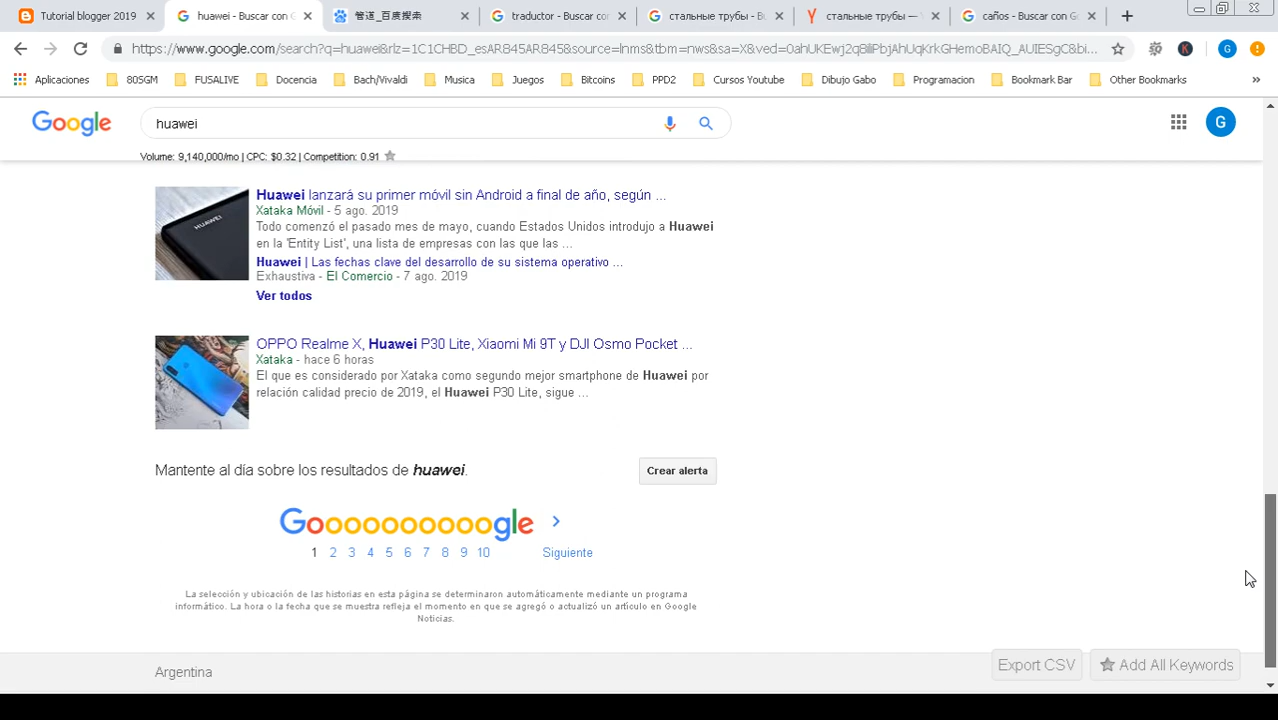 Tutorial blogger 2019
huawei - Buscar con G
管道_百度搜索
traductor - Buscar con
стальные трубы - Bu
стальные трубы — Y
caños - Buscar con Go
https://www.google.com/search?q=huawei&rlz=1C1CHBD_esAR845AR845&source=lnms&tbm=nws&sa=X&ved=
G
Aplicaciones
80SGM
FUSALIVE
Docencia
Bach/Vivaldi
Musica
Juegos
Bitcoins
PPD2
Cursos Youtube
Dibujo Gabo
Programacion
Bookmark Bar
Other Bookmarks
Google
huawei
G
Volume: 9,140,000/mo | CPC: $0.32 | Competition: 0.91
Huawei lanzará su primer móvil sin Android a final de año, según ...
Xataka Móvil - 5 ago. 2019
Todo comenzó el pasado mes de mayo, cuando Estados Unidos introdujo a Huawei
en la 'Entity List', una lista de empresas con las que las ...
Huawei | Las fechas clave del desarrollo de su sistema operativo ...
Exhaustiva - El Comercio - 7 ago. 2019
Ver todos
HUAWEI
OPPO Realme X, Huawei P30 Lite, Xiaomi Mi 9T y DJI Osmo Pocket ...
Xataka - hace 6 horas
El que es considerado por Xataka como segundo mejor smartphone de Huawei por
relación calidad precio de 2019, el Huawei P30 Lite, sigue ...
Mantente al día sobre los resultados de huawei.
Crear alerta
Goooooooooogle
1 2 3 4 5 6 7 8 9 10 Siguiente
La selección y ubicación de las historias en esta página se determinaron automáticamente mediante un programa
informático. La hora o la fecha que se muestra refleja el momento en que se agregó o actualizó un artículo en Google
Noticias.
Argentina
Export CSV
Add All Keywords